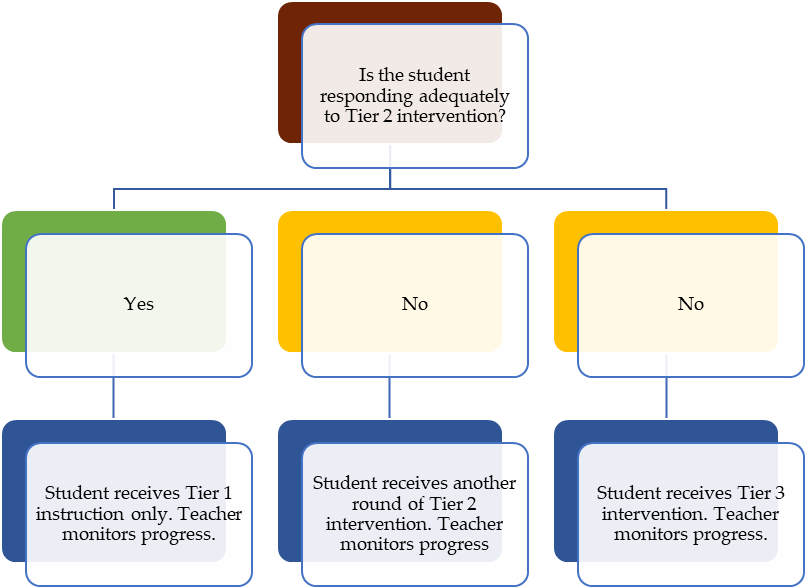 Is the student
responding adequately
to Tier 2 intervention?
Yes
No
No
Student receives Tier 1
instruction only. Teacher
monitors progress.
Student receives another
round of Tier 2
intervention. Teacher
monitors progress
Student receives Tier 3
intervention. Teacher
monitors progress.